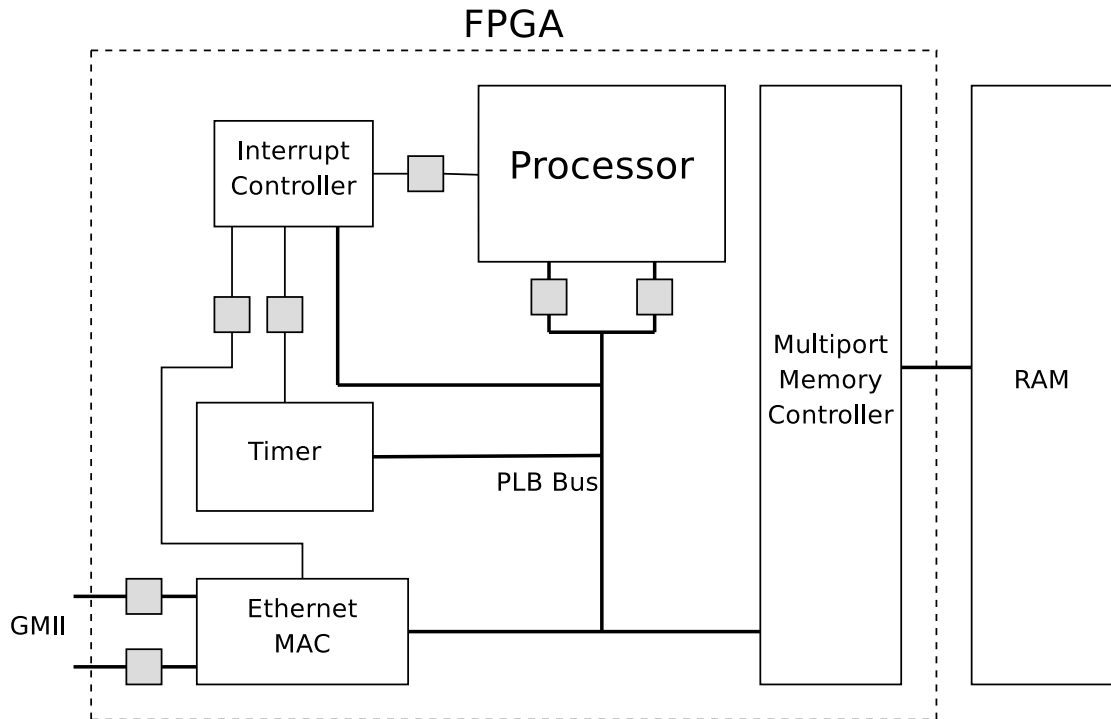 FPGA
Interrupt
Controller
Processor
Multiport
Memory
Controller
RAM
Timer
PLB Bus
Ethernet
MAC
GMII